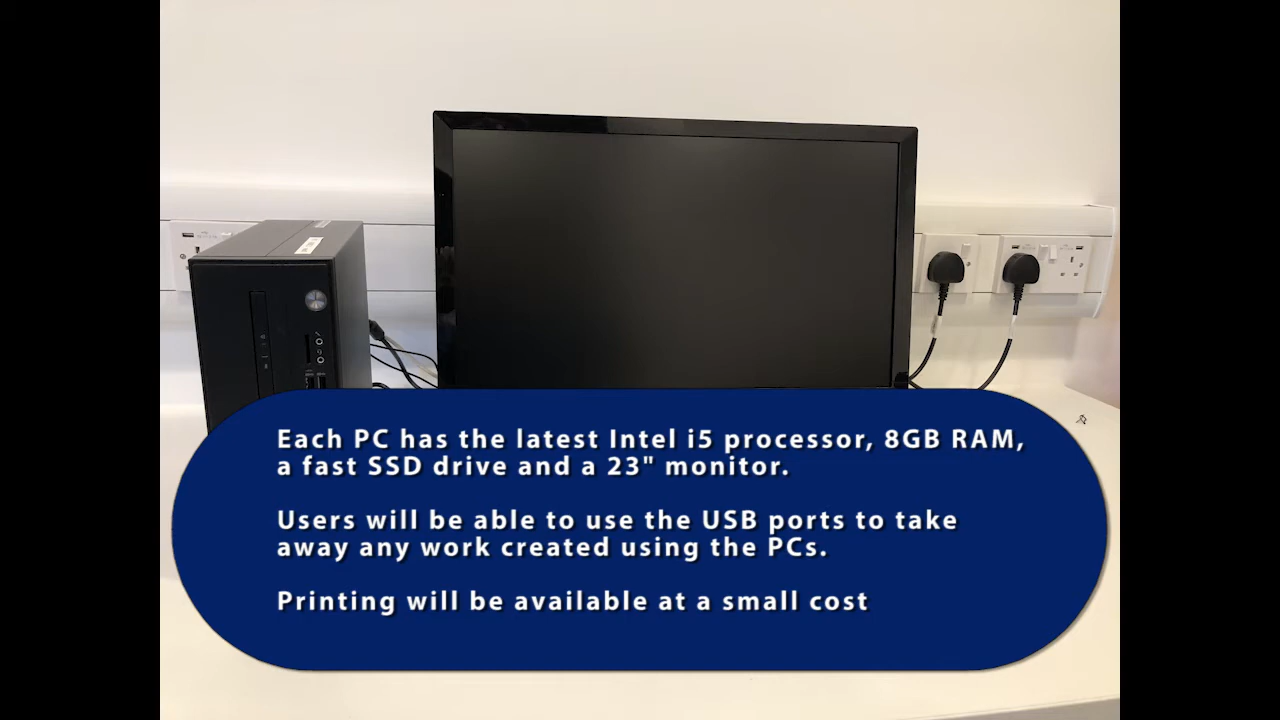 Each PC has the latest Intel i5 processor, 8GB RAM,
a fast SSD drive and a 23" monitor.
Users will be able to use the USB ports to take
away any work created using the PCs.
Printing will be available at a small cost